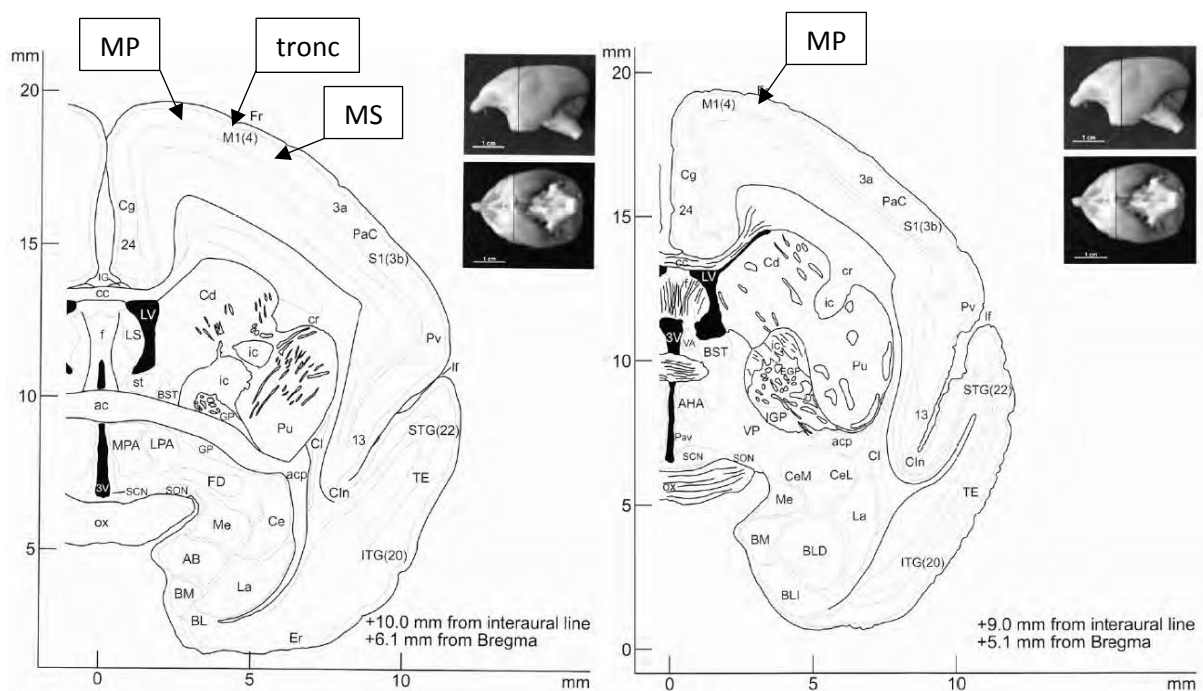 MP
tronc
MS
mm
20
15
10
5
0
5
10
mm
Fr
M1(4)
3a
PaC
S1(3b)
Cg
24
IG
cc
LV
LS
f
st
BST
ac
Cd
ic
ic
cr
GP
Pu
Pv
lf
Cl
13
STG(22)
TE
acp
Cln
MPA
LPA
GP
3V
SCN
SON
FD
ox
Me
Ce
AB
La
BM
BL
Er
ITG(20)
1 cm
1 cm
+10.0 mm from interaural line
+6.1 mm from Bregma
MP
mm
20
15
10
5
0
0
5
10
mm
M1(4)
3a
PaC
S1(3b)
Cg
24
cc
LV
Cd
cr
ic
3V
VA
BST
ic
EGP
Pu
Pv
lf
STG(22)
AHA
IGP
VP
acp
13
Pav
Cl
Cln
SCN
SON
ox
CeM
CeL
Me
La
TE
BM
BLD
ITG(20)
BLI
1 cm
1 cm
+9.0 mm from interaural line
+5.1 mm from Bregma